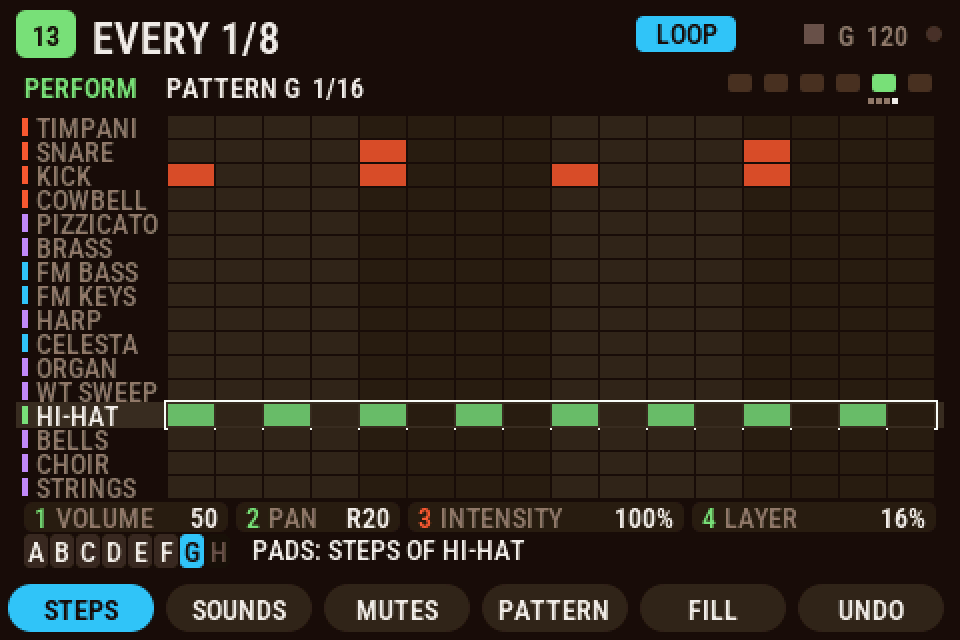 13 EVERY 1/8 LOOP G 120
PERFORM PATTERN G 1/16
TIMPANI
SNARE
KICK
COWBELL
PIZZICATO
BRASS
FM BASS
FM KEYS
HARP
CELESTA
ORGAN
WT SWEEP
HI-HAT
BELLS
CHOIR
STRINGS
1 VOLUME 50 2 PAN R20 3 INTENSITY 100% 4 LAYER 16%
A B C D E F G H PADS: STEPS OF HI-HAT
STEPS SOUNDS MUTES PATTERN FILL UNDO